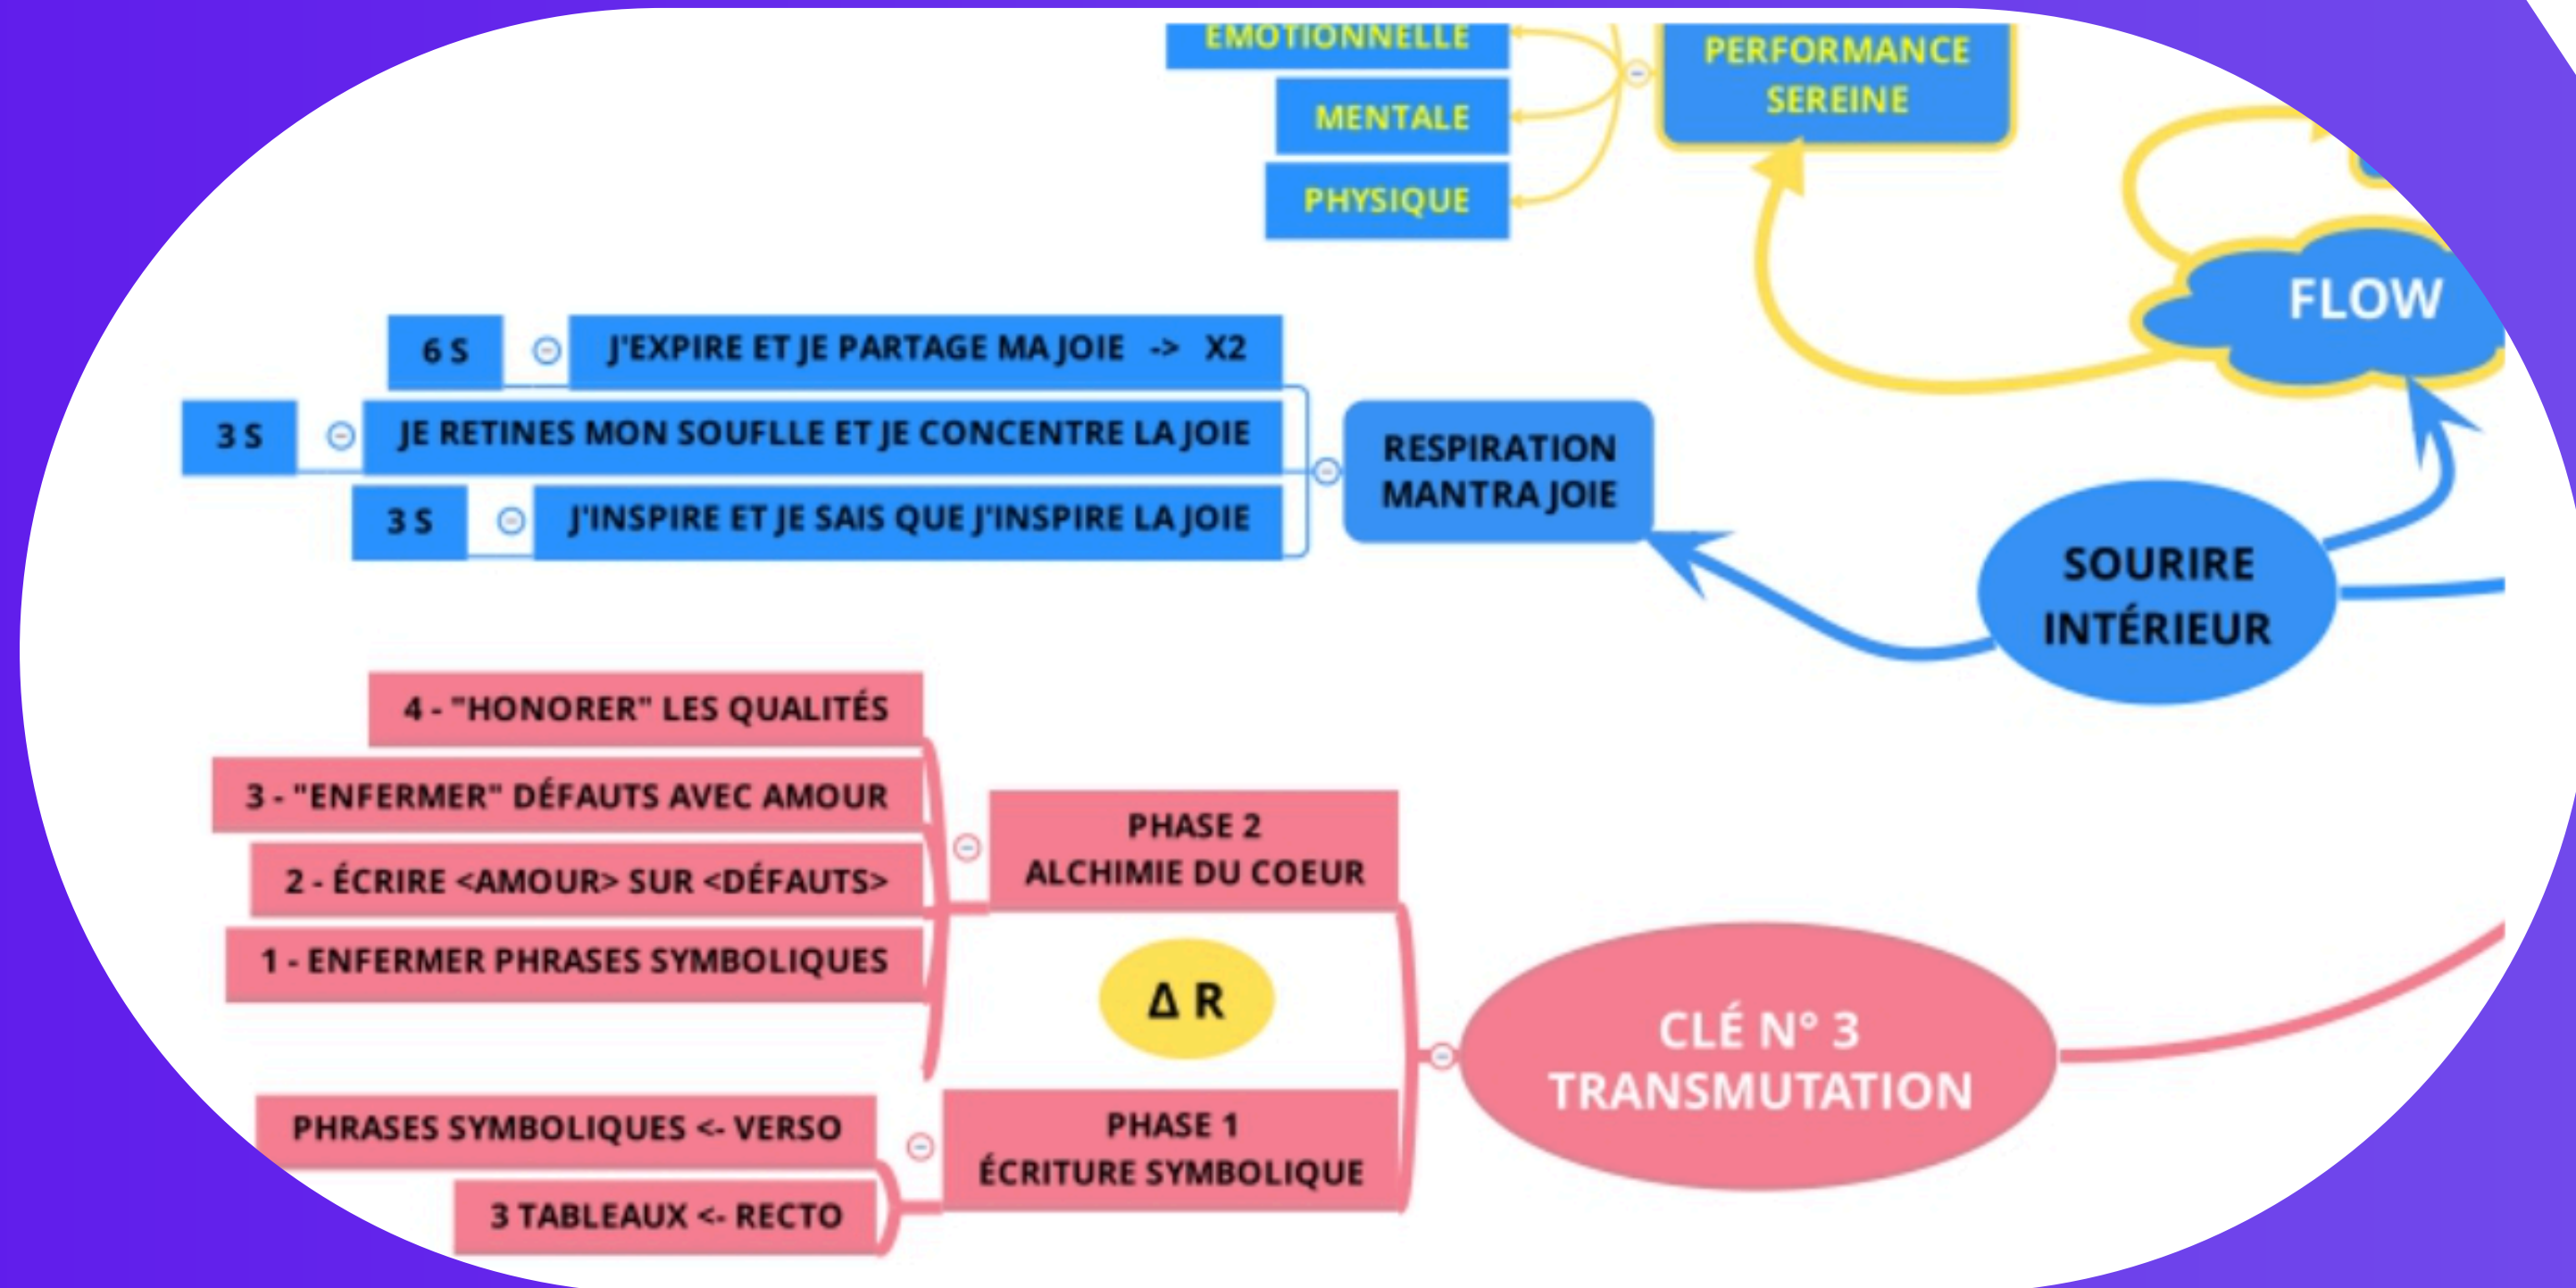 EMOTIONNELLE
MENTALE
PHYSIQUE
PERFORMANCE
SEREINE
FLOW
6 S
J'EXPIRE ET JE PARTAGE MA JOIE -> X2
3 S
JE RETINES MON SOUFLLE ET JE CONCENTRE LA JOIE
3 S
J'INSPIRE ET JE SAIS QUE J'INSPIRE LA JOIE
RESPIRATION
MANTRA JOIE
SOURIRE
INTÉRIEUR
4 - "HONORER" LES QUALITÉS
3 - "ENFERMER" DÉFAUTS AVEC AMOUR
2 - ÉCRIRE <AMOUR> SUR <DÉFAUTS>
1 - ENFERMER PHRASES SYMBOLIQUES
PHASE 2
ALCHIMIE DU COEUR
Δ R
PHRASES SYMBOLIQUES <- VERSO
3 TABLEAUX <- RECTO
PHASE 1
ÉCRITURE SYMBOLIQUE
CLÉ N° 3
TRANSMUTATION